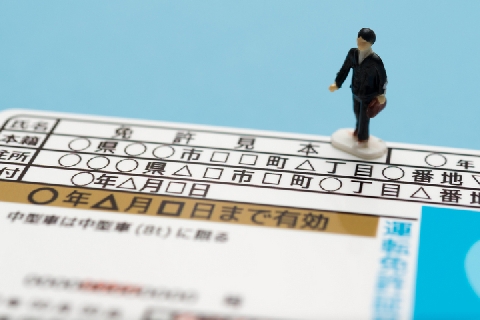 氏名 免許見本 ○年
本籍 ○県○○市□□町△丁目○番地
住所 ○○○県△□市□□町○丁目△番地
交付 ○年△月□日
○年△月□日まで有効
中型車は中型車(8t)に限る
運転免許証